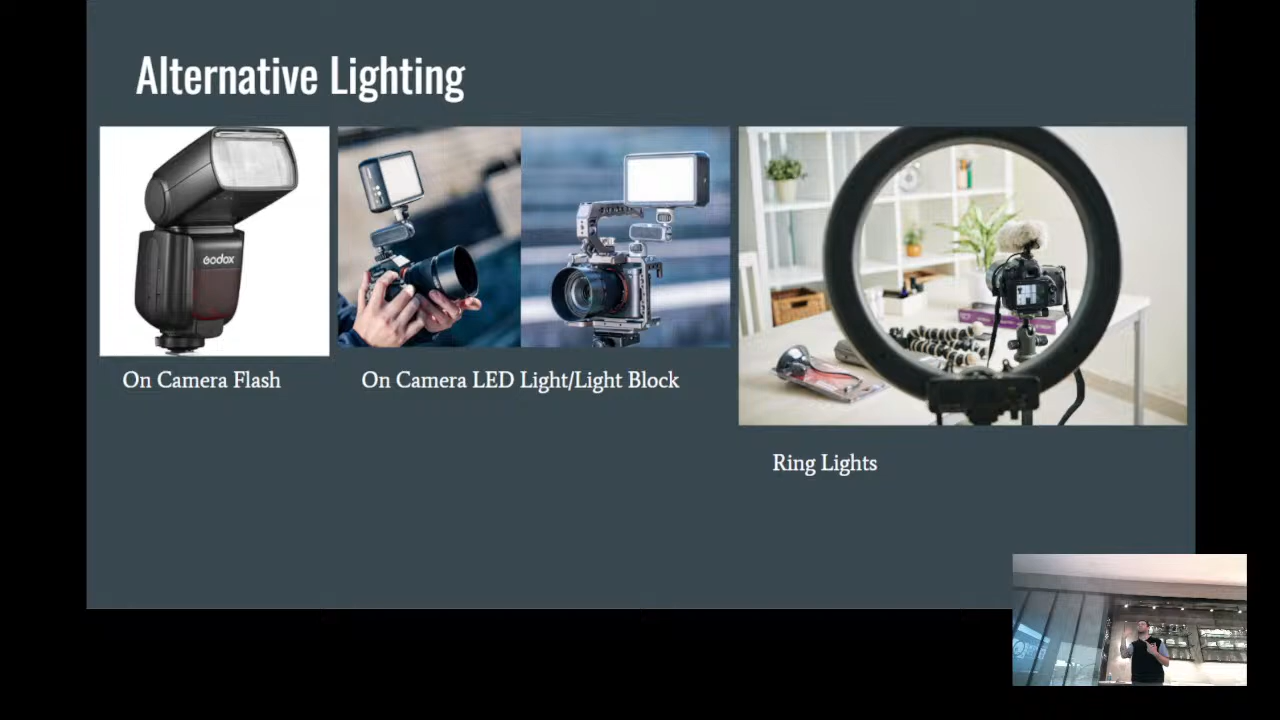 Alternative Lighting
Godox
On Camera Flash
On Camera LED Light/Light Block
Ring Lights